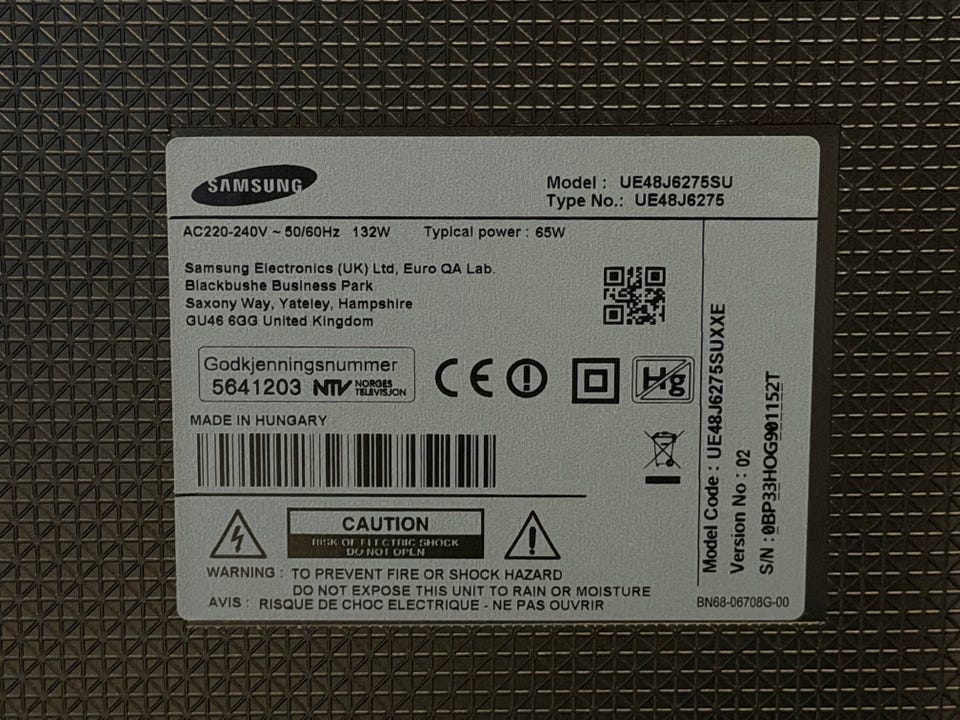 SAMSUNG
Model : UE48J6275SU
Type No.: UE48J6275
AC220-240V ~ 50/60Hz 132W Typical power : 65W
Samsung Electronics (UK) Ltd, Euro QA Lab.
Blackbushe Business Park
Saxony Way, Yateley, Hampshire
GU46 6GG United Kingdom
Godkjenningsnummer
5641203 NTV NORGES
TELEVISJON
CE
Hg
MADE IN HUNGARY
CAUTION
RISK OF ELECTRIC SHOCK
DO NOT OPEN
WARNING : TO PREVENT FIRE OR SHOCK HAZARD
DO NOT EXPOSE THIS UNIT TO RAIN OR MOISTURE
AVIS : RISQUE DE CHOC ELECTRIQUE - NE PAS OUVRIR
Model Code : UE48J6275SUXXE
Version No : 02
S/N : 0BP33HOG901152T
BN68-06708G-00